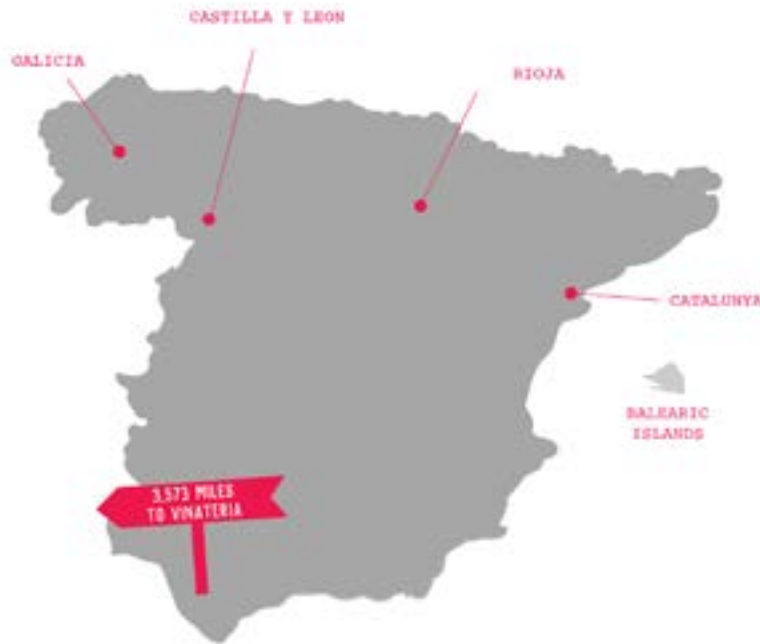 CASTILLA Y LEON
GALICIA
RIOJA
CATALUNYA
BALEARIC
ISLANDS
3,573 MILES
TO VINATERIA